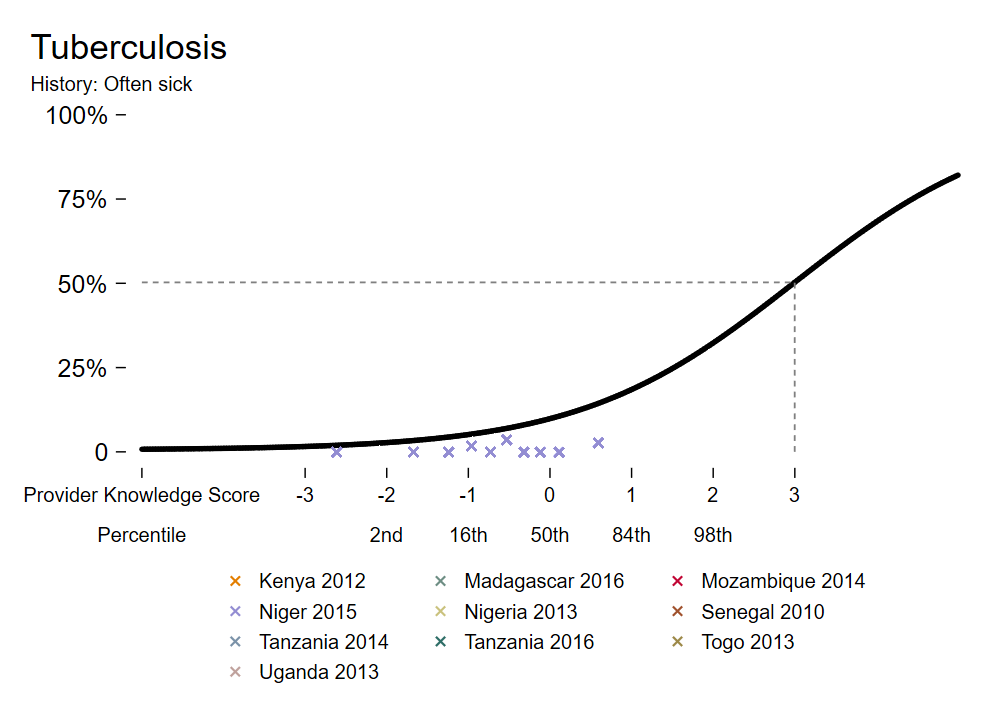 Tuberculosis
History: Often sick
100%
75%
50%
25%
0
Provider Knowledge Score -3 -2 -1 0 1 2 3
Percentile 2nd 16th 50th 84th 98th
Kenya 2012 Madagascar 2016 Mozambique 2014
Niger 2015 Nigeria 2013 Senegal 2010
Tanzania 2014 Tanzania 2016 Togo 2013
Uganda 2013